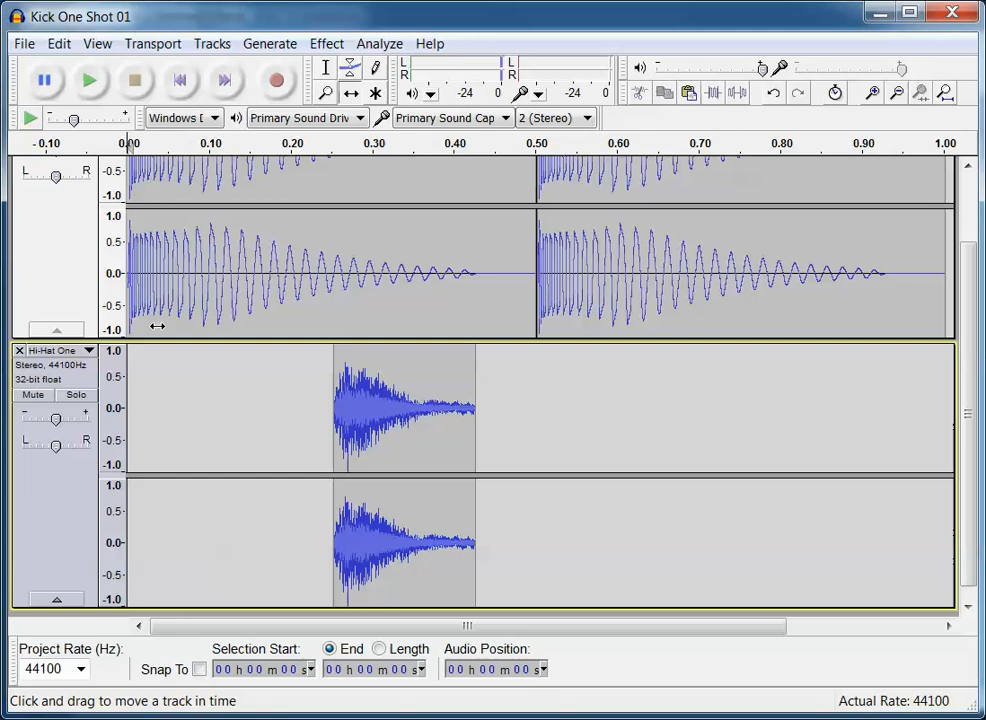 Kick One Shot 01
File Edit View Transport Tracks Generate Effect Analyze Help
L R -24 0 L R -24 0
Windows D Primary Sound Driv Primary Sound Cap 2 (Stereo)
-0.10 0.00 0.10 0.20 0.30 0.40 0.50 0.60 0.70 0.80 0.90 1.00
L R
-0.5
-1.0
1.0
0.5
0.0
-0.5
-1.0
Hi-Hat One
Stereo, 44100Hz
32-bit float
Mute Solo
- +
L R
1.0
0.5
0.0
-0.5
-1.0
1.0
0.5
0.0
-0.5
-1.0
Project Rate (Hz):
44100
Snap To
Selection Start:
End
Length
Audio Position:
00 h 00 m 00 s
00 h 00 m 00 s
00 h 00 m 00 s
Click and drag to move a track in time
Actual Rate: 44100